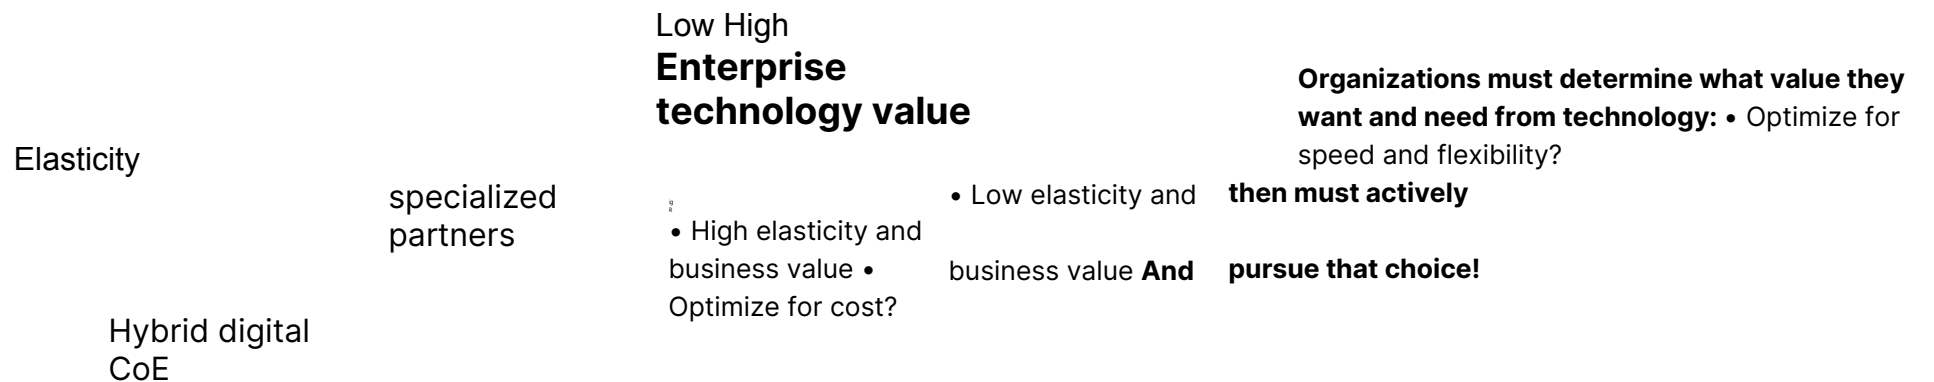 Low High
Enterprise
technology value
Organizations must determine what value they
want and need from technology: • Optimize for
speed and flexibility?
Elasticity
specialized
partners
• High elasticity and
business value •
Optimize for cost?
• Low elasticity and
business value And
then must actively
pursue that choice!
Hybrid digital
CoE